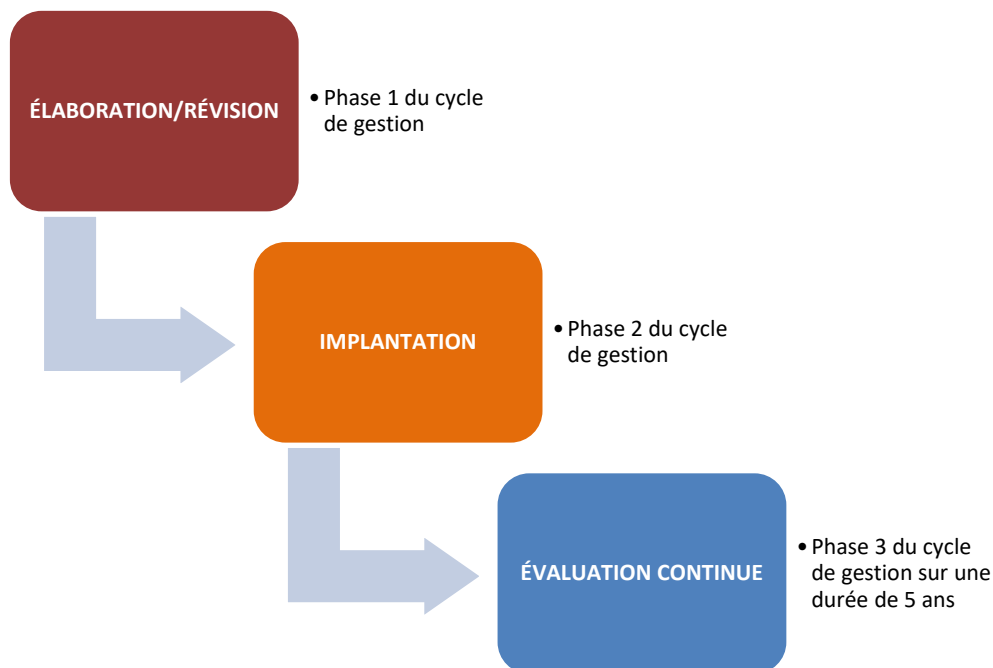 ÉLABORATION/RÉVISION
• Phase 1 du cycle
de gestion
IMPLANTATION
• Phase 2 du cycle
de gestion
ÉVALUATION CONTINUE
• Phase 3 du cycle
de gestion sur une
durée de 5 ans